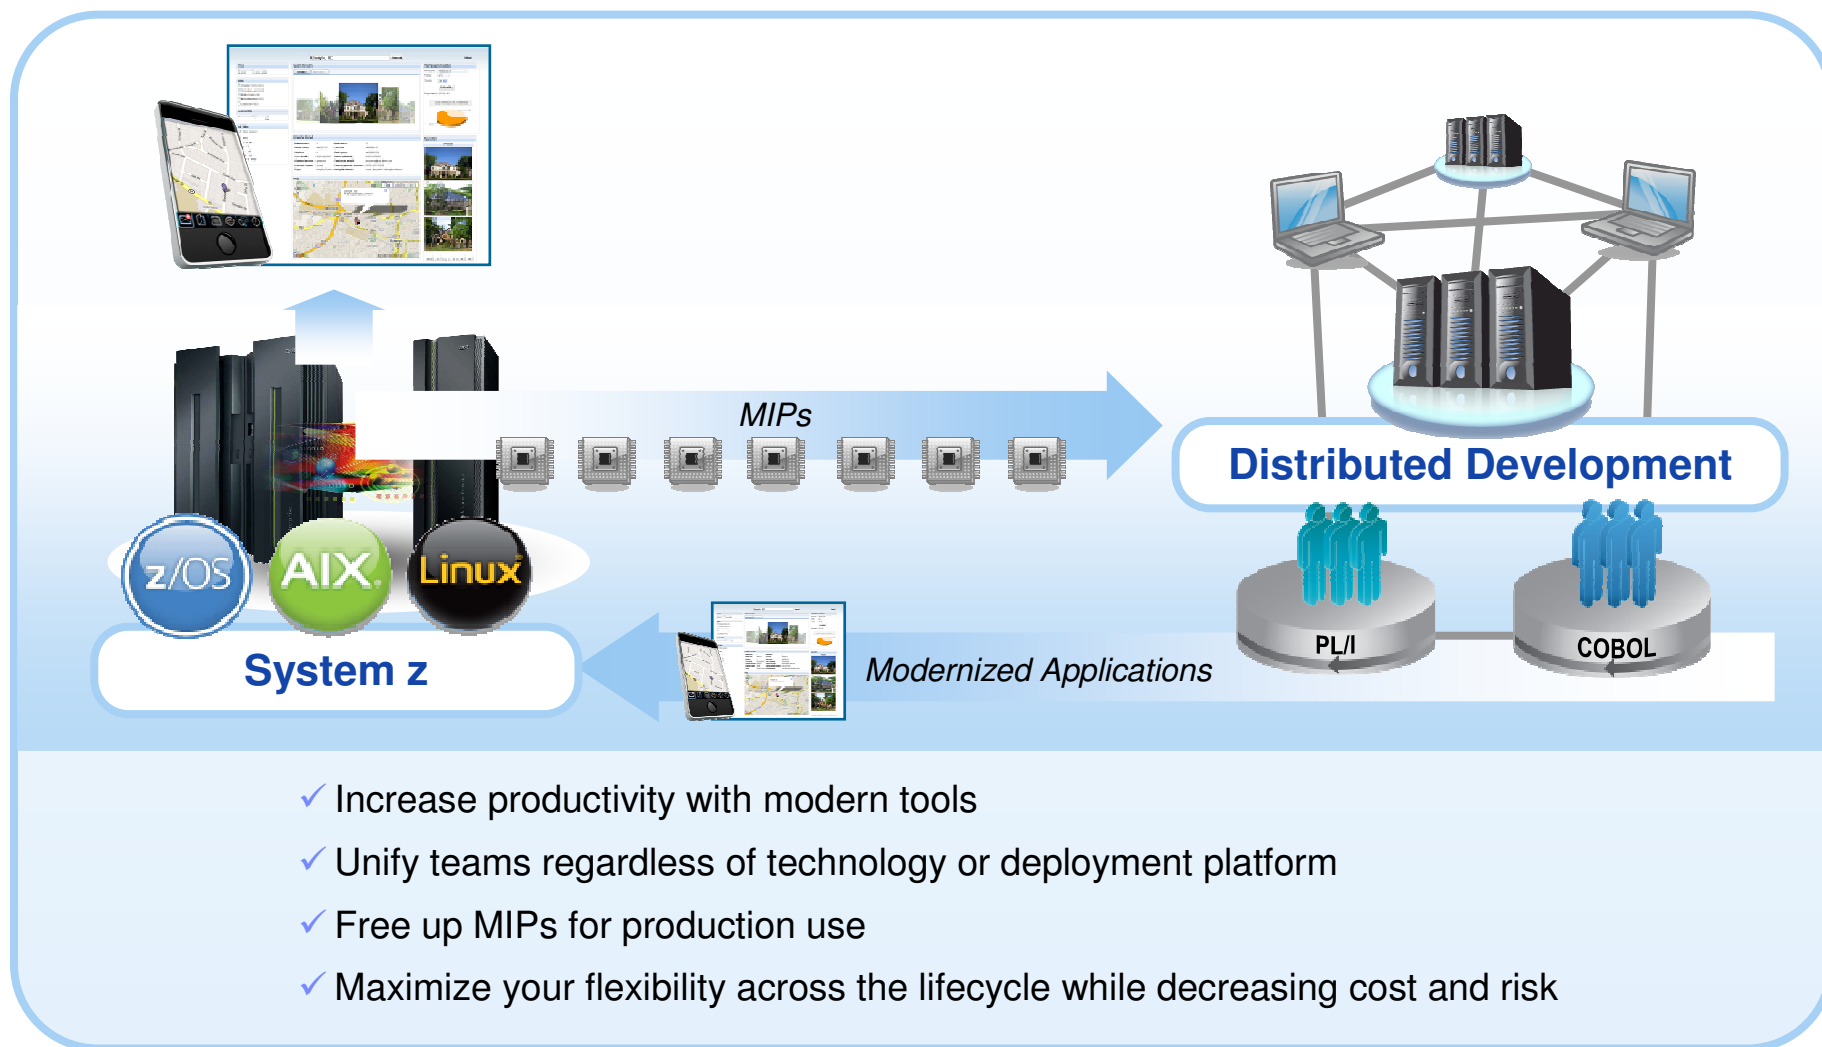 MIPs
Distributed Development
z/OS
AIX
Linux
PL/I
COBOL
System z
Modernized Applications
Increase productivity with modern tools
Unify teams regardless of technology or deployment platform
Free up MIPs for production use
Maximize your flexibility across the lifecycle while decreasing cost and risk